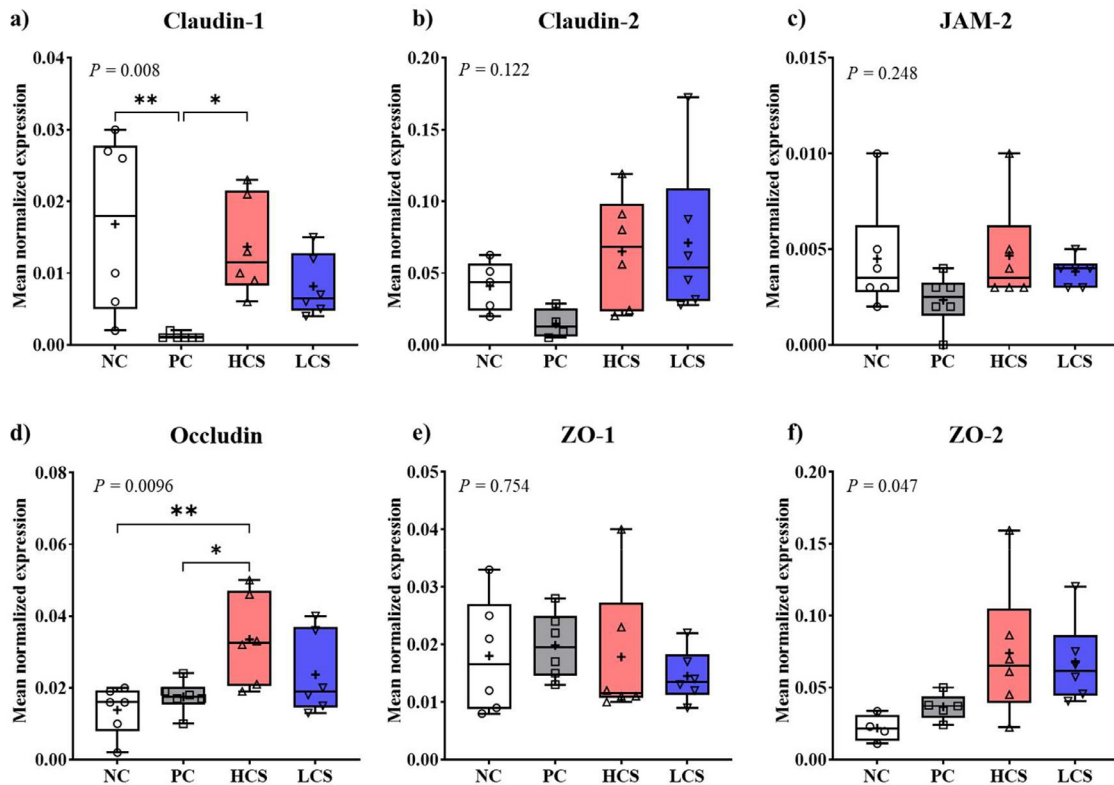 a) Claudin-1
Mean normalized expression
0.04
0.03
0.02
0.01
0.00
P = 0.008
** *
NC PC HCS LCS
b) Claudin-2
Mean normalized expression
0.20
0.15
0.10
0.05
0.00
P = 0.122
NC PC HCS LCS
c) JAM-2
Mean normalized expression
0.015
0.010
0.005
0.000
P = 0.248
NC PC HCS LCS
d) Occludin
Mean normalized expression
0.08
0.06
0.04
0.02
0.00
P = 0.0096
**
*
NC PC HCS LCS
e) ZO-1
Mean normalized expression
0.05
0.04
0.03
0.02
0.01
0.00
P = 0.754
NC PC HCS LCS
f) ZO-2
Mean normalized expression
0.20
0.15
0.10
0.05
0.00
P = 0.047
NC PC HCS LCS